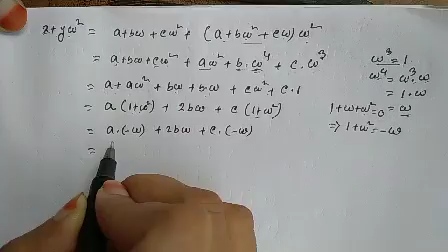 x+yω² = a+bω+cω² + (a+bω²+cω)ω²
= a+bω+cω² + aω²+b·ω⁴+c·ω³
= a+aω²+bω+bω+cω²+c·1
= a(1+ω²)+2bω+c(1+ω²)
= a·(-ω)+2bω+c·(-ω)
=
ω³=1
ω⁴=ω³·ω
=1·ω
=ω
1+ω+ω²=0
⇒1+ω²=-ω